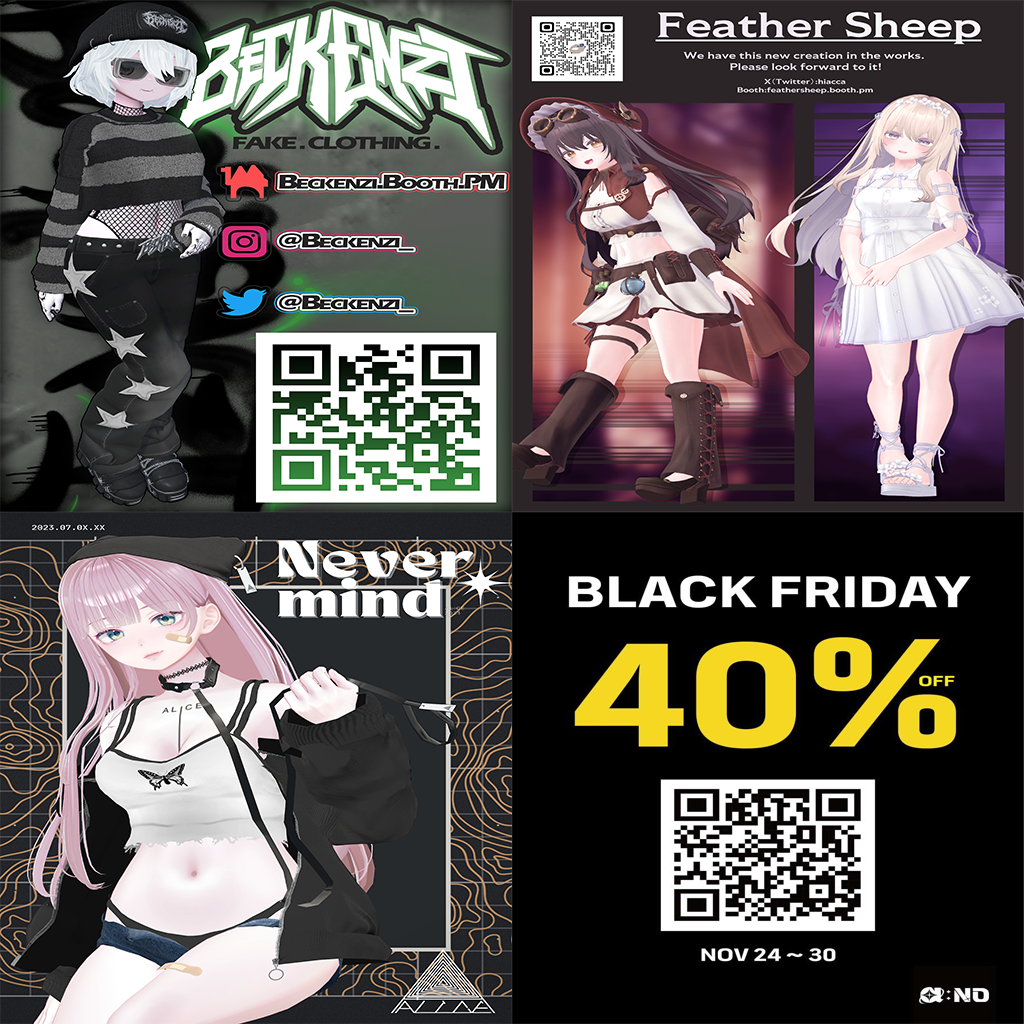 BECKENZI
BECKENZI
FAKE.CLOTHING.
BECKENZI.BOOTH.PM
@BECKENZI_
@BECKENZI_
Feather Sheep
We have this new creation in the works.
Please look forward to it!
X(Twitter):hiacca
Booth:feathersheep.booth.pm
2023.07.0X.XX
Never
mind
ALICE
BLACK FRIDAY
40%
OFF
NOV 24 ~ 30
:NO